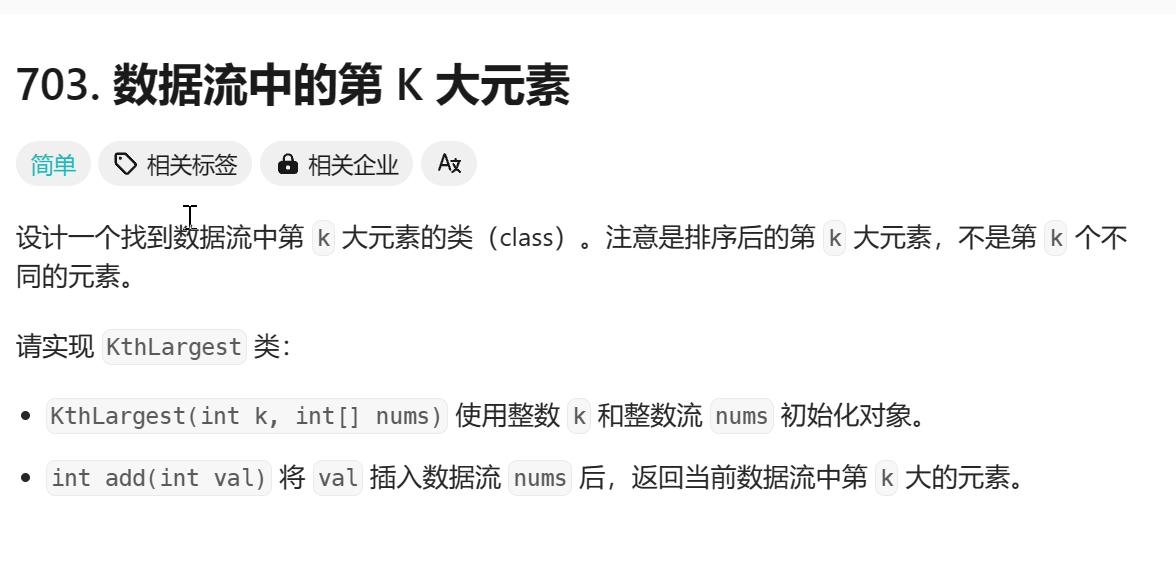 703. 数据流中的第 K 大元素
简单 相关标签 相关企业 Ax
设计一个找到数据流中第 k 大元素的类（class）。注意是排序后的第 k 大元素，不是第 k 个不
同的元素。
请实现 KthLargest 类：
• KthLargest(int k, int[] nums) 使用整数 k 和整数流 nums 初始化对象。
• int add(int val) 将 val 插入数据流 nums 后，返回当前数据流中第 k 大的元素。